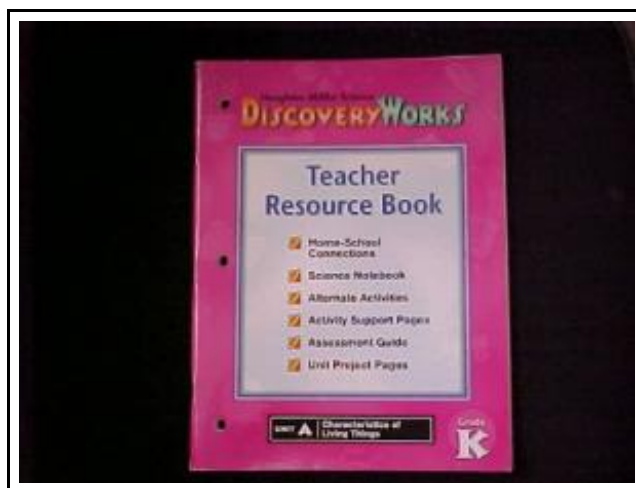 Houghton Mifflin Science
DISCOVERYWORKS
Teacher
Resource Book
Home-School
Connections
Science Notebook
Alternate Activities
Activity Support Pages
Assessment Guide
Unit Project Pages
UNIT A
Characteristics of
Living Things
Grade
K